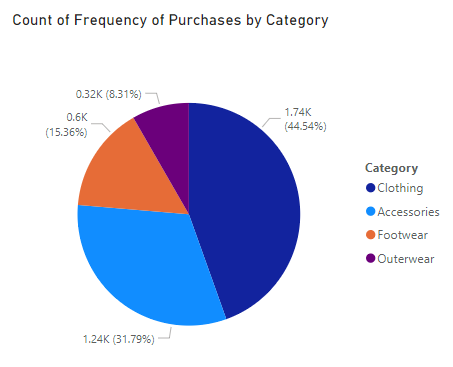 Count of Frequency of Purchases by Category
0.32K (8.31%)
0.6K
(15.36%)
1.74K
(44.54%)
Category
Clothing
Accessories
Footwear
Outerwear
1.24K (31.79%)